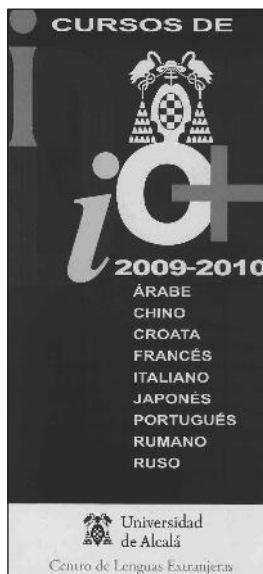 CURSOS DE
i
iC+
2009-2010
ÁRABE
CHINO
CROATA
FRANCÉS
ITALIANO
JAPONÉS
PORTUGUÉS
RUMANO
RUSO
Universidad
de Alcalá
Centro de Lenguas Extranjeras